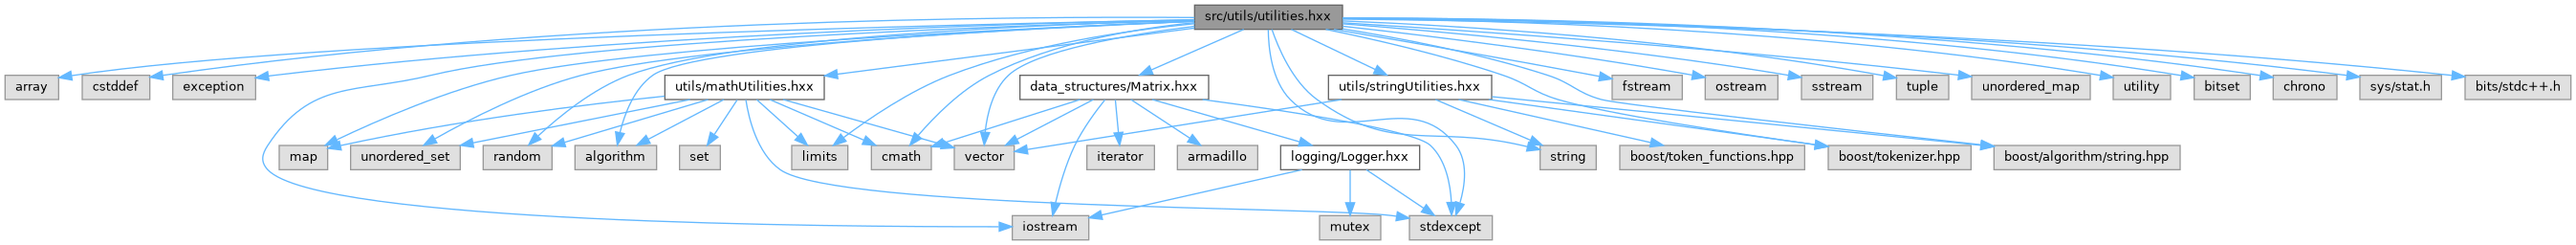 src/utils/utilities.hxx
array
cstddef
exception
utils/mathUtilities.hxx
data_structures/Matrix.hxx
utils/stringUtilities.hxx
fstream
ostream
sstream
tuple
unordered_map
utility
bitset
chrono
sys/stat.h
bits/stdc++.h
map
unordered_set
random
algorithm
set
limits
cmath
vector
iterator
armadillo
logging/Logger.hxx
string
boost/token_functions.hpp
boost/tokenizer.hpp
boost/algorithm/string.hpp
iostream
mutex
stdexcept